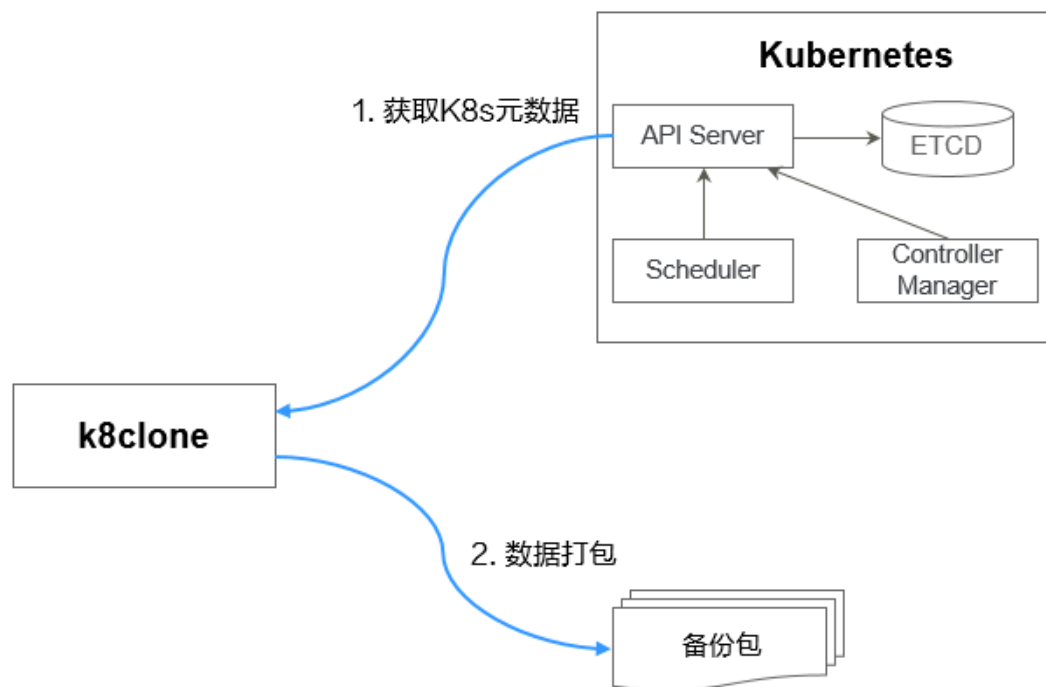 Kubernetes
1. 获取K8s元数据
API Server
ETCD
Scheduler
Controller
Manager
k8clone
2. 数据打包
备份包